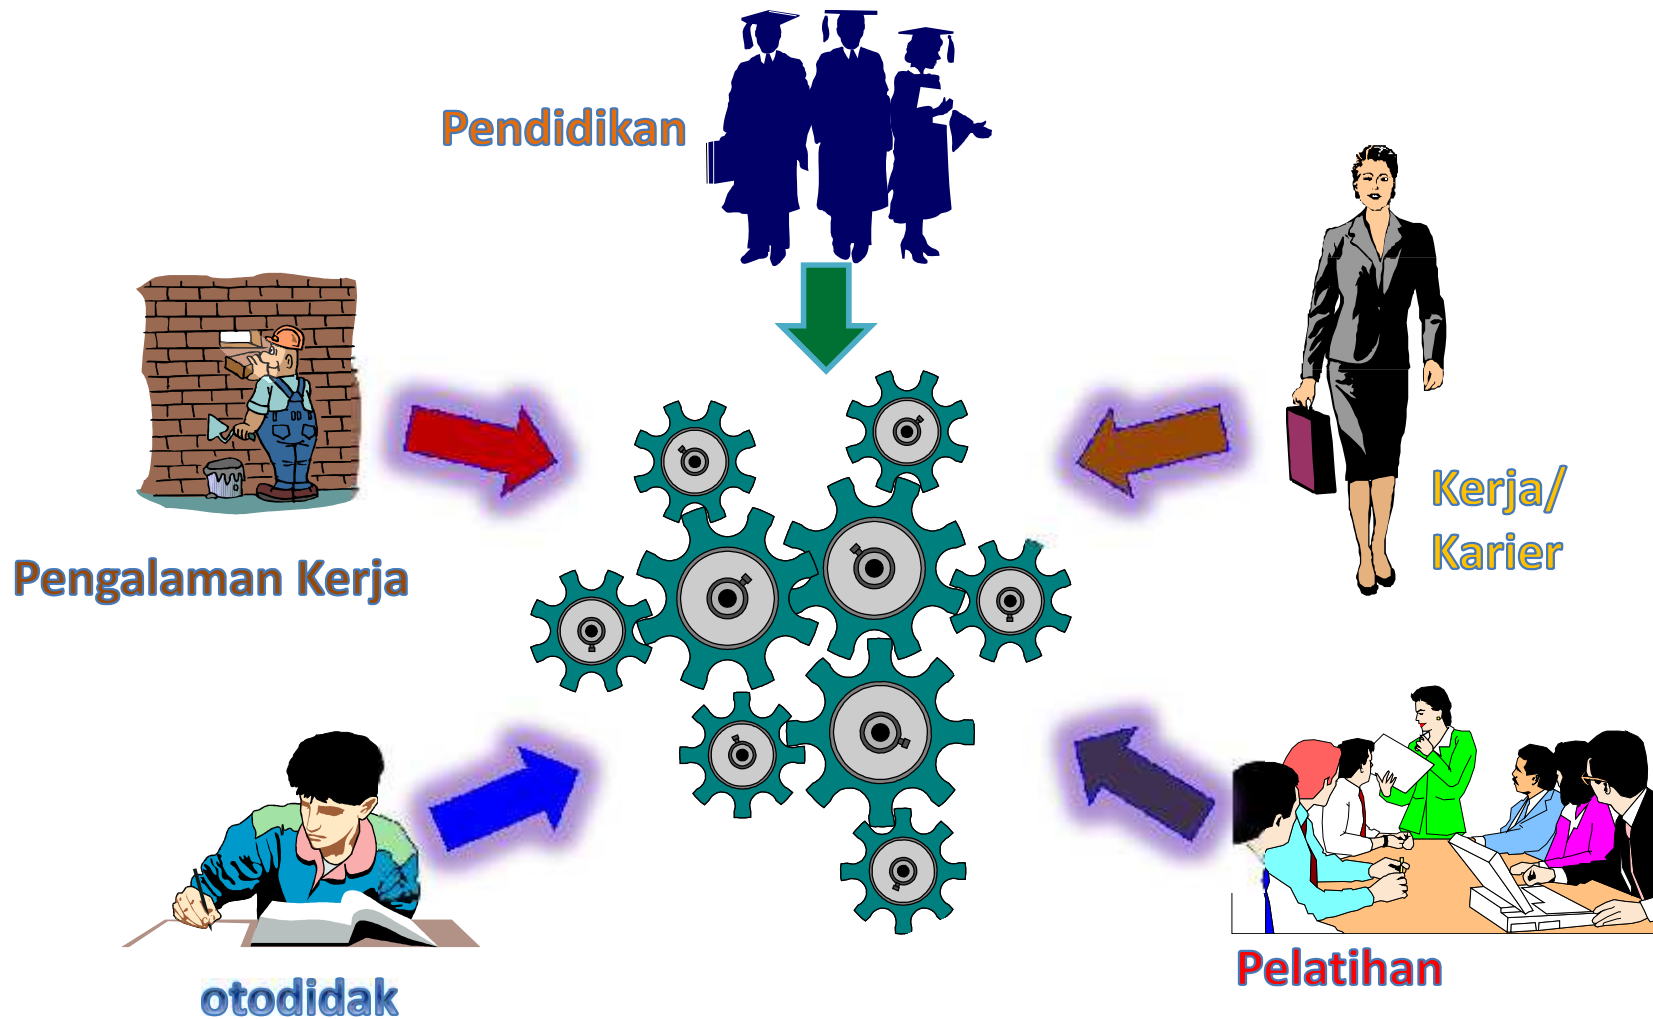 Pendidikan
Kerja/
Karier
Pengalaman Kerja
Pelatihan
otodidak